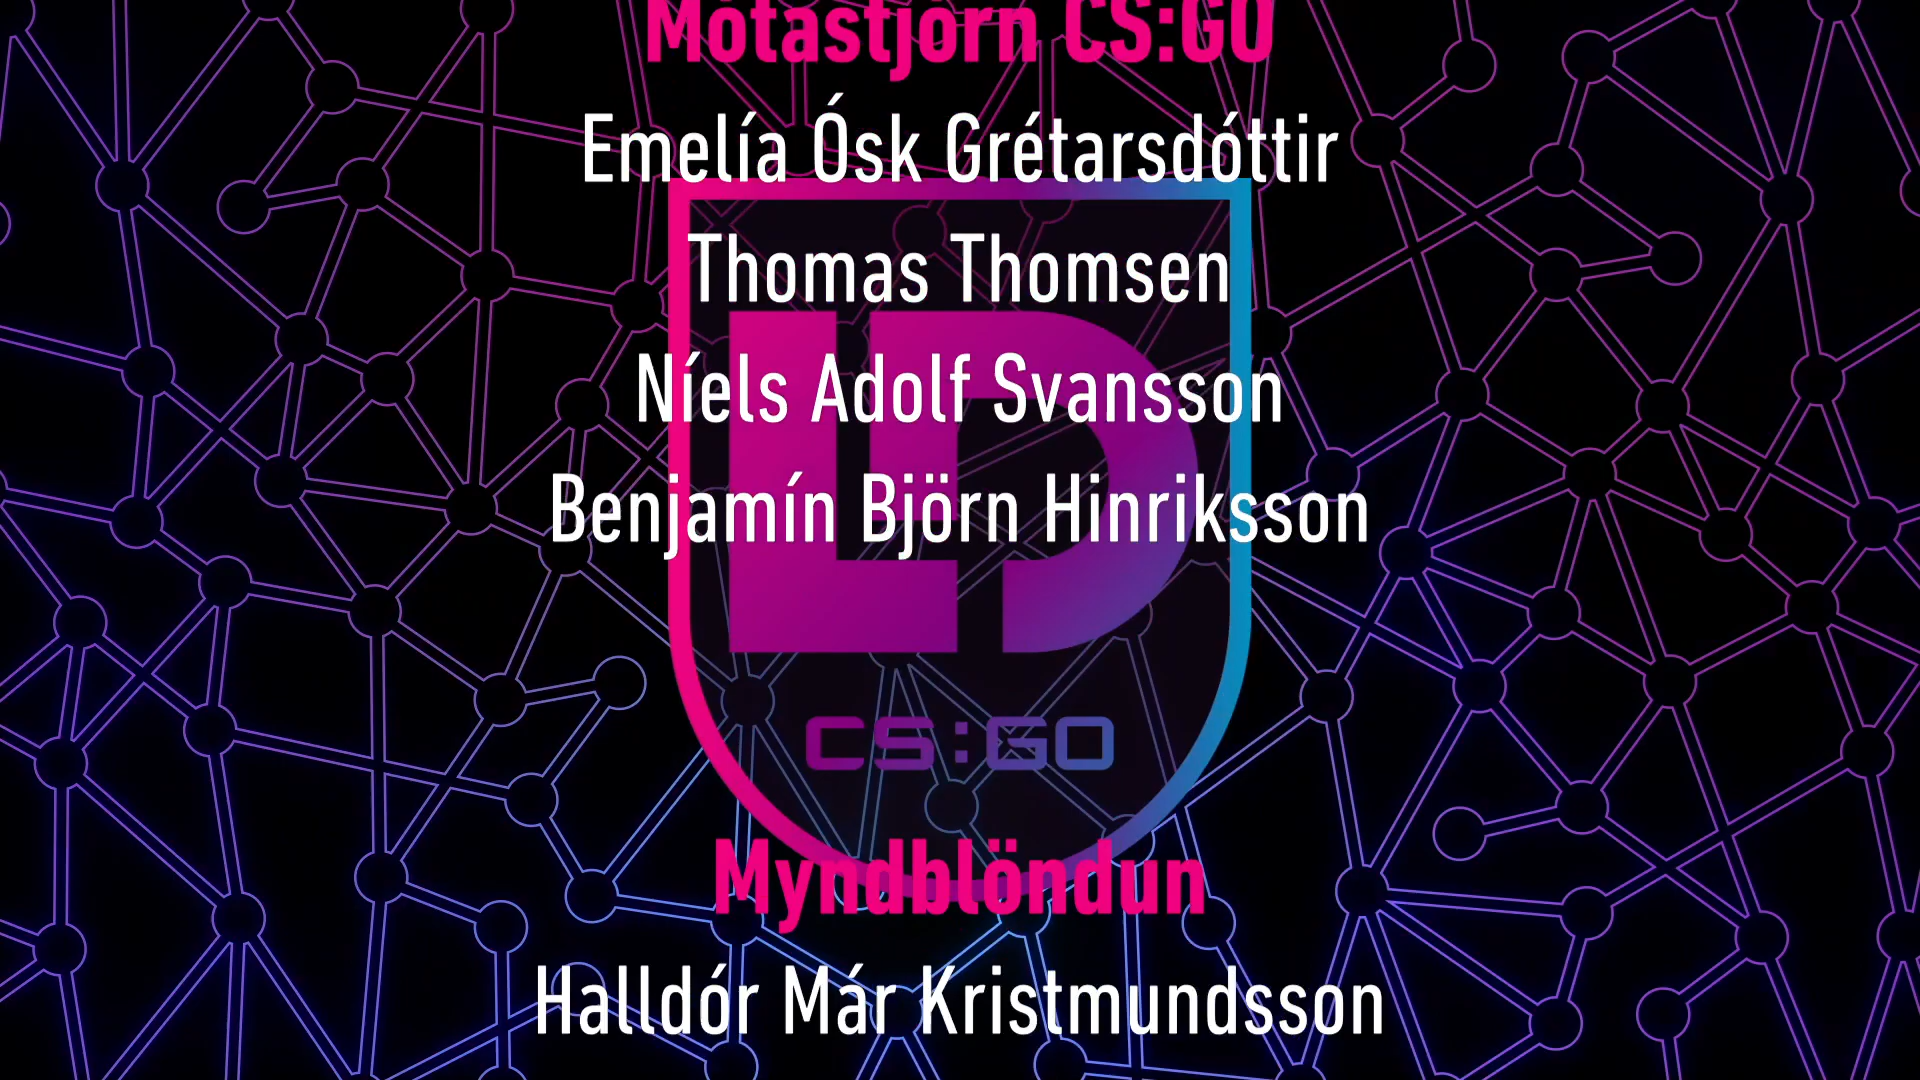 Mótastjórn CS:GO
Emelía Ósk Grétarsdóttir
Thomas Thomsen
Níels Adolf Svansson
Benjamín Björn Hinriksson
LD
CS:GO
Myndblöndun
Halldór Már Kristmundsson